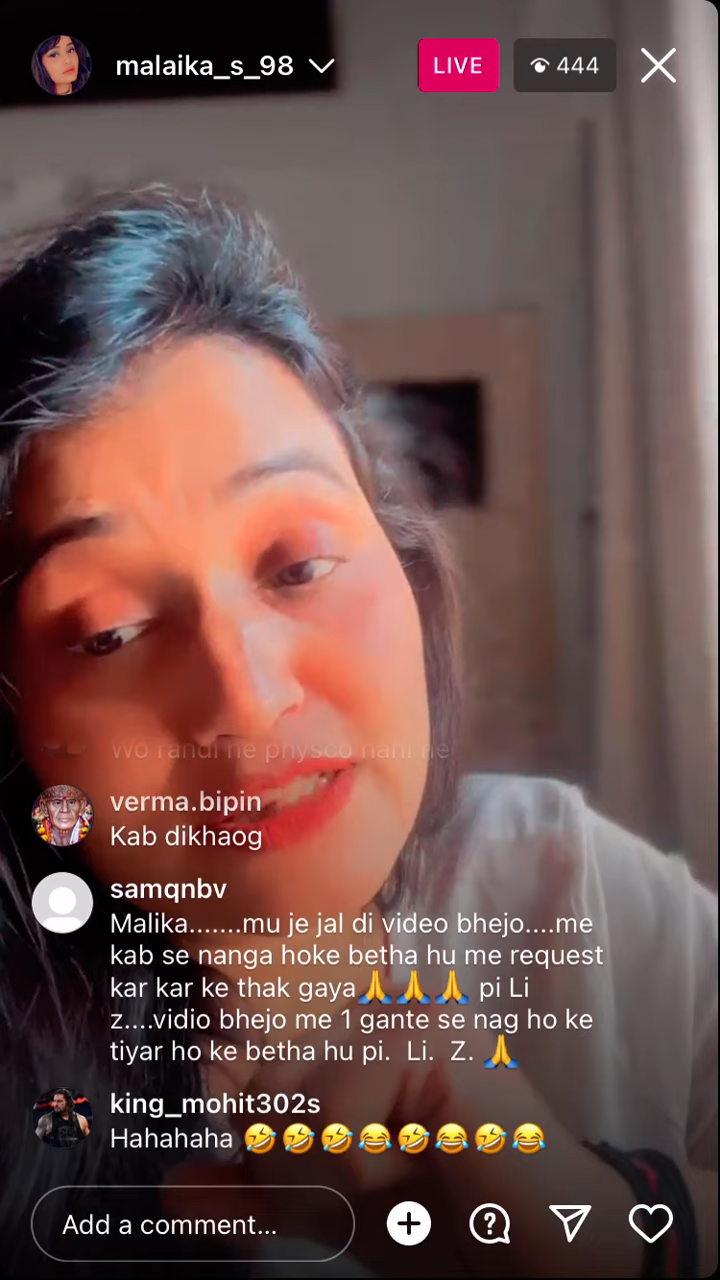 malaika_s_98
LIVE
444
Wo randi he physco nahi he
verma.bipin
Kab dikhaog
samqnbv
Malika.......mu je jal di video bhejo....me
kab se nanga hoke betha hu me request
kar kar ke thak gaya🙏🙏🙏 pi Li
z....vidio bhejo me 1 gante se nag ho ke
tiyar ho ke betha hu pi. Li. Z. 🙏
king_mohit302s
Hahahaha 🤣🤣🤣😂🤣😂🤣😂
Add a comment...